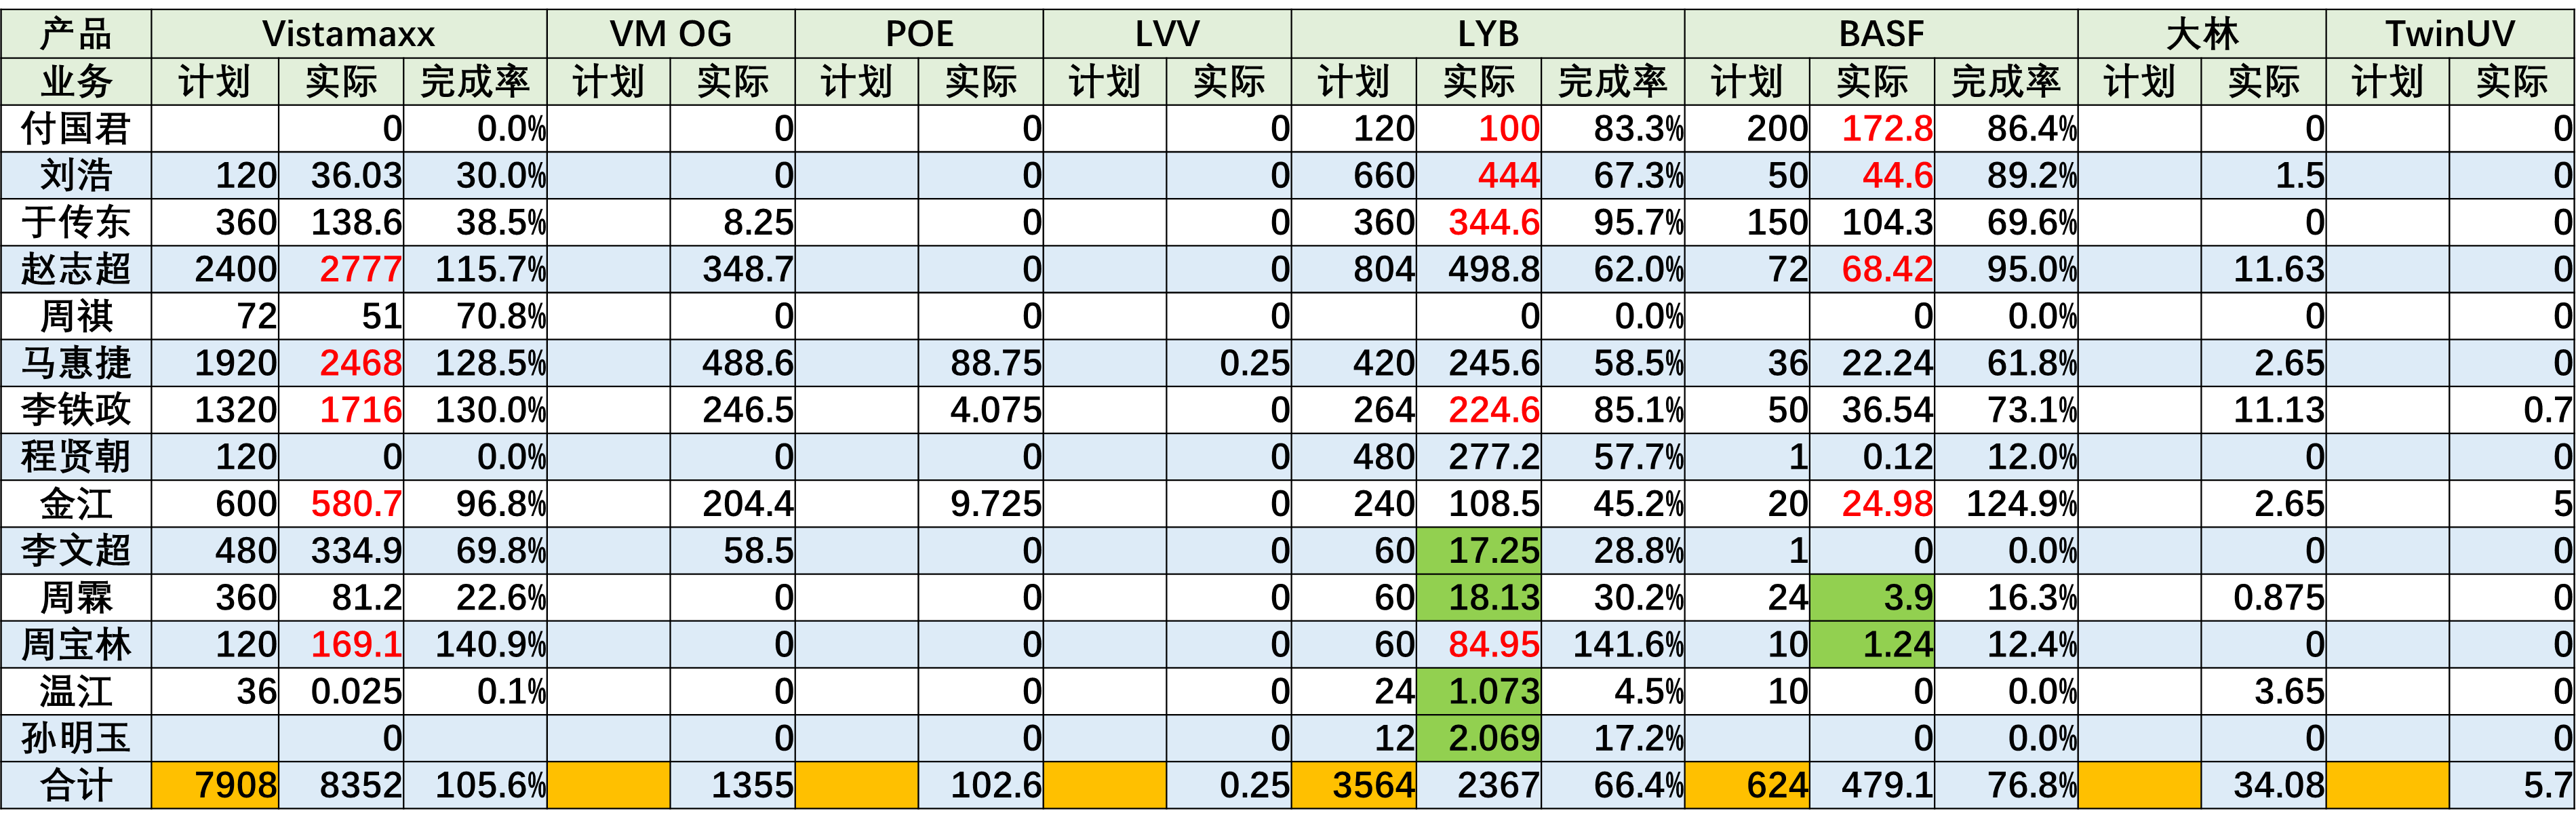 产品 Vistamaxx VM OG POE LVV LYB BASF 大林 TwinUV
业务 计划 实际 完成率 计划 实际 计划 实际 计划 实际 计划 实际 完成率 计划 实际 完成率 计划 实际 计划 实际
付国君 0 0.0% 0 0 0 120 100 83.3% 200 172.8 86.4% 0 0
刘浩 120 36.03 30.0% 0 0 0 660 444 67.3% 50 44.6 89.2% 1.5 0
于传东 360 138.6 38.5% 8.25 0 0 360 344.6 95.7% 150 104.3 69.6% 0 0
赵志超 2400 2777 115.7% 348.7 0 0 804 498.8 62.0% 72 68.42 95.0% 11.63 0
周祺 72 51 70.8% 0 0 0 0 0.0% 0 0.0% 0 0
马惠捷 1920 2468 128.5% 488.6 88.75 0.25 420 245.6 58.5% 36 22.24 61.8% 2.65 0
李铁政 1320 1716 130.0% 246.5 4.075 0 264 224.6 85.1% 50 36.54 73.1% 11.13 0.7
程贤朝 120 0 0.0% 0 0 0 480 277.2 57.7% 1 0.12 12.0% 0 0
金江 600 580.7 96.8% 204.4 9.725 0 240 108.5 45.2% 20 24.98 124.9% 2.65 5
李文超 480 334.9 69.8% 58.5 0 0 60 17.25 28.8% 1 0 0.0% 0 0
周霖 360 81.2 22.6% 0 0 0 60 18.13 30.2% 24 3.9 16.3% 0.875 0
周宝林 120 169.1 140.9% 0 0 0 60 84.95 141.6% 10 1.24 12.4% 0 0
温江 36 0.025 0.1% 0 0 0 24 1.073 4.5% 10 0 0.0% 3.65 0
孙明玉 0 0 0 0 12 2.069 17.2% 0 0.0% 0 0
合计 7908 8352 105.6% 1355 102.6 0.25 3564 2367 66.4% 624 479.1 76.8% 34.08 5.7